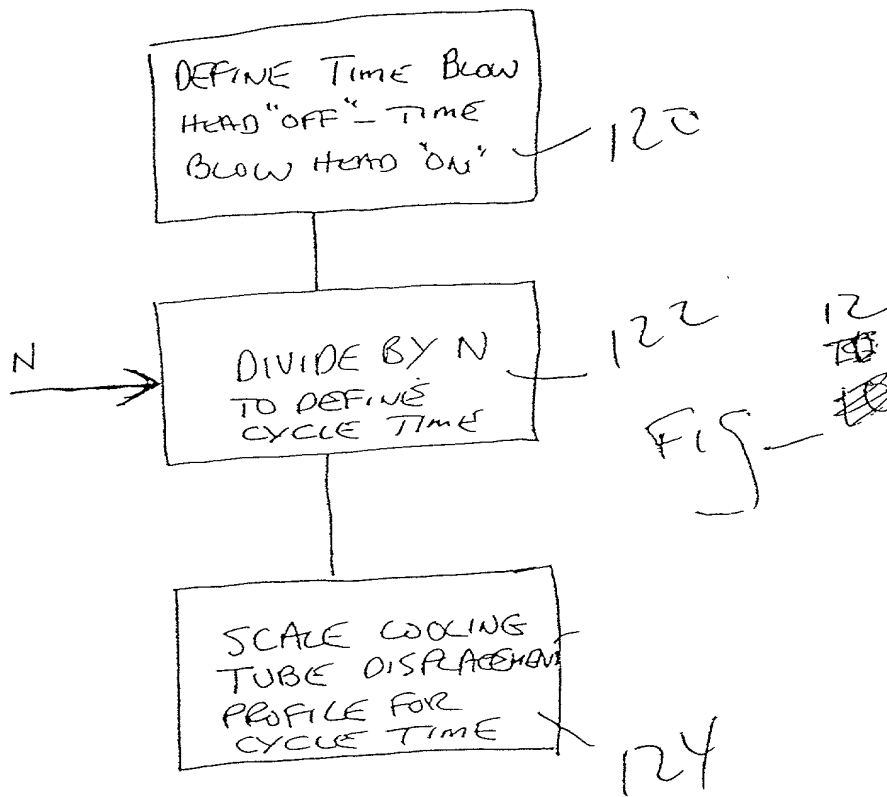 DEFINE TIME BLOW
HEAD "OFF" - TIME
BLOW HEAD "ON"
120
N
DIVIDE BY N
TO DEFINE
CYCLE TIME
122
12
Fig_
SCALE COOLING
TUBE DISPLACEMENT
PROFILE FOR
CYCLE TIME
124